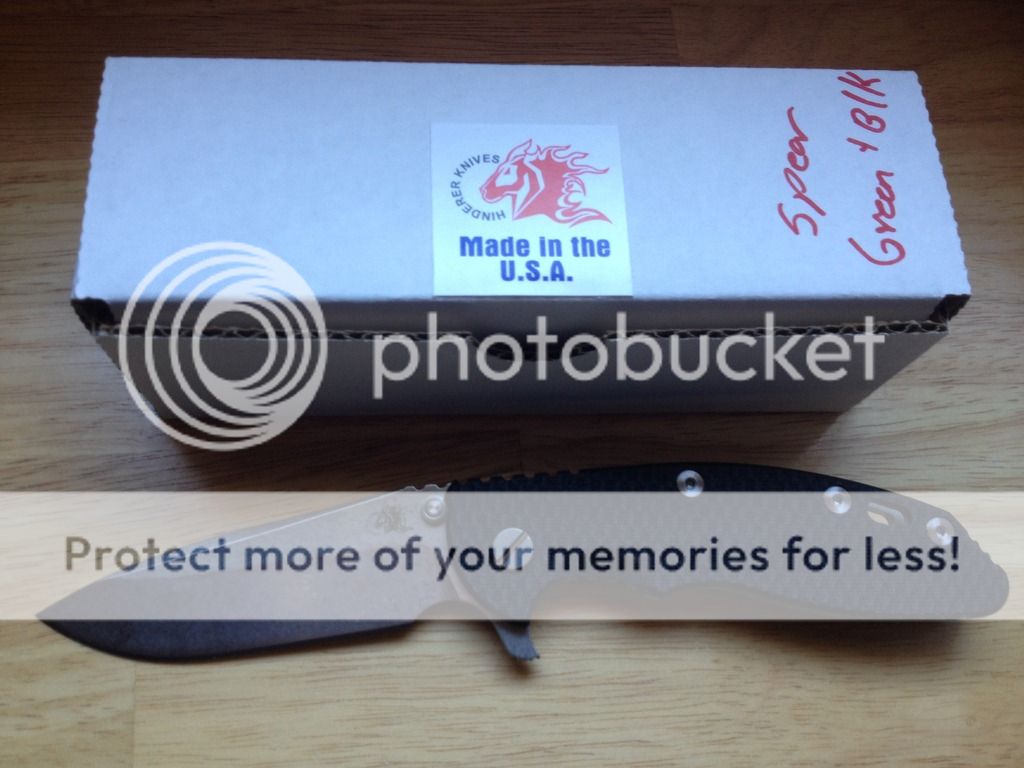 HINDERER KNIVES
Made in the
U.S.A.
Spear
Green + Blk
photobucket
Protect more of your memories for less!